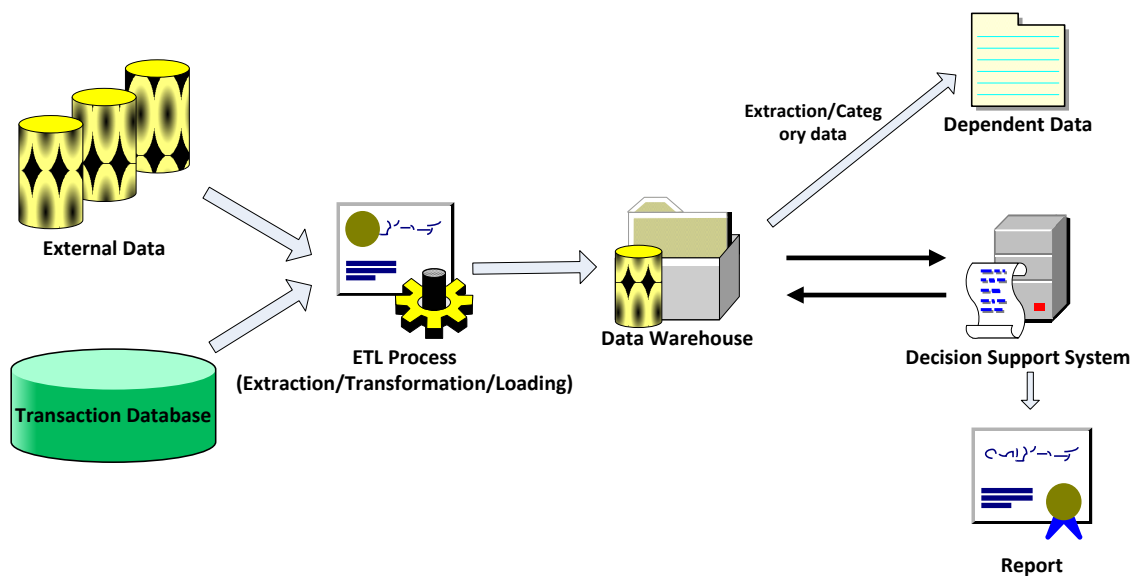 External Data
Transaction Database
ETL Process
(Extraction/Transformation/Loading)
Data Warehouse
Extraction/Categ
ory data
Dependent Data
Decision Support System
Report